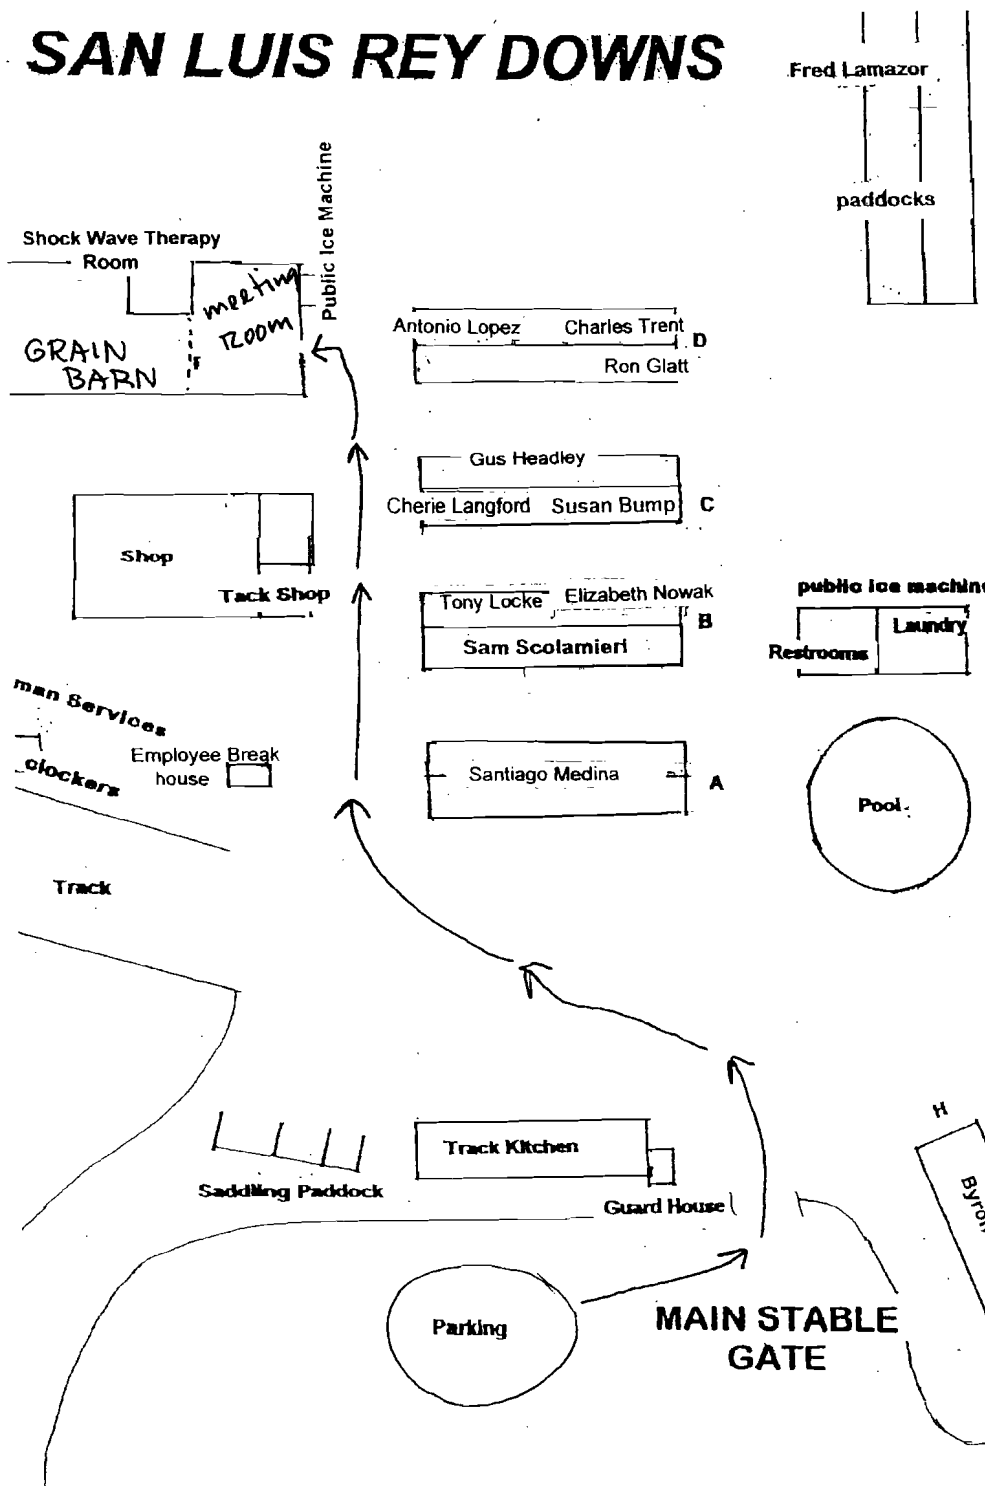 SAN LUIS REY DOWNS
Fred Lamazor
paddocks
Public Ice Machine
Shock Wave Therapy
Room
meeting
Room
GRAIN
BARN
Antonio Lopez Charles Trent
D
Ron Glatt
Gus Headley
Cherie Langford Susan Bump
C
Shop
Tack Shop
Tony Locke Elizabeth Nowak
B
Sam Scolamieri
public ice machine
Laundry
Restrooms
man Services
clockers
Employee Break
house
Santiago Medina
A
Pool
Track
H
Byron
Track Kitchen
Saddling Paddock
Guard House
Parking
MAIN STABLE
GATE